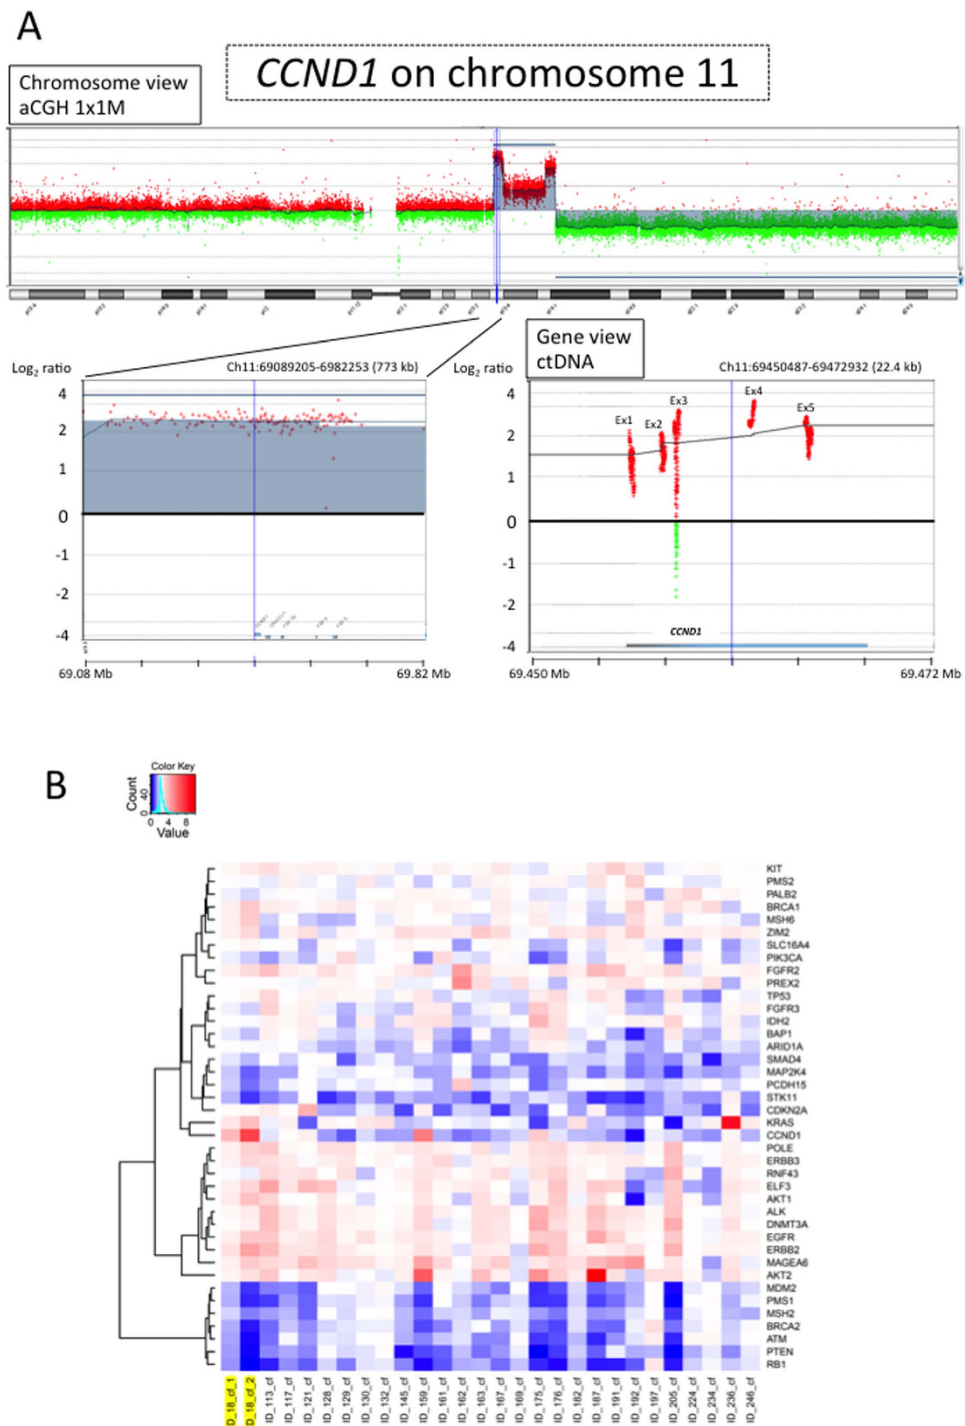 A
CCND1 on chromosome 11
Chromosome view
aCGH 1x1M
Gene view
ctDNA
Log2 ratio
Ch11:69089205-6982253 (773 kb)
4
2
1
0
-1
-2
-4
69.08 Mb
69.82 Mb
Log2 ratio
Ch11:69450487-69472932 (22.4 kb)
4
2
1
0
-1
-2
-4
Ex1
Ex2
Ex3
Ex4
Ex5
CCND1
69.450 Mb
69.472 Mb
B
Color Key
Count
0 40
0 4 8
Value
KIT
PMS2
PALB2
BRCA1
MSH6
ZIM2
SLC16A4
PIK3CA
FGFR2
PREX2
TP53
FGFR3
IDH2
BAP1
ARID1A
SMAD4
MAP2K4
PCDH15
STK11
CDKN2A
KRAS
CCND1
POLE
ERBB3
RNF43
ELF3
AKT1
ALK
DNMT3A
EGFR
ERBB2
MAGEA6
AKT2
MDM2
PMS1
MSH2
BRCA2
ATM
PTEN
RB1
D_18_cf_1
D_18_cf_2
ID_113_cf
ID_117_cf
ID_121_cf
ID_128_cf
ID_129_cf
ID_130_cf
ID_132_cf
ID_145_cf
ID_159_cf
ID_161_cf
ID_162_cf
ID_163_cf
ID_167_cf
ID_169_cf
ID_175_cf
ID_176_cf
ID_182_cf
ID_187_cf
ID_191_cf
ID_192_cf
ID_197_cf
ID_205_cf
ID_224_cf
ID_234_cf
ID_236_cf
ID_246_cf